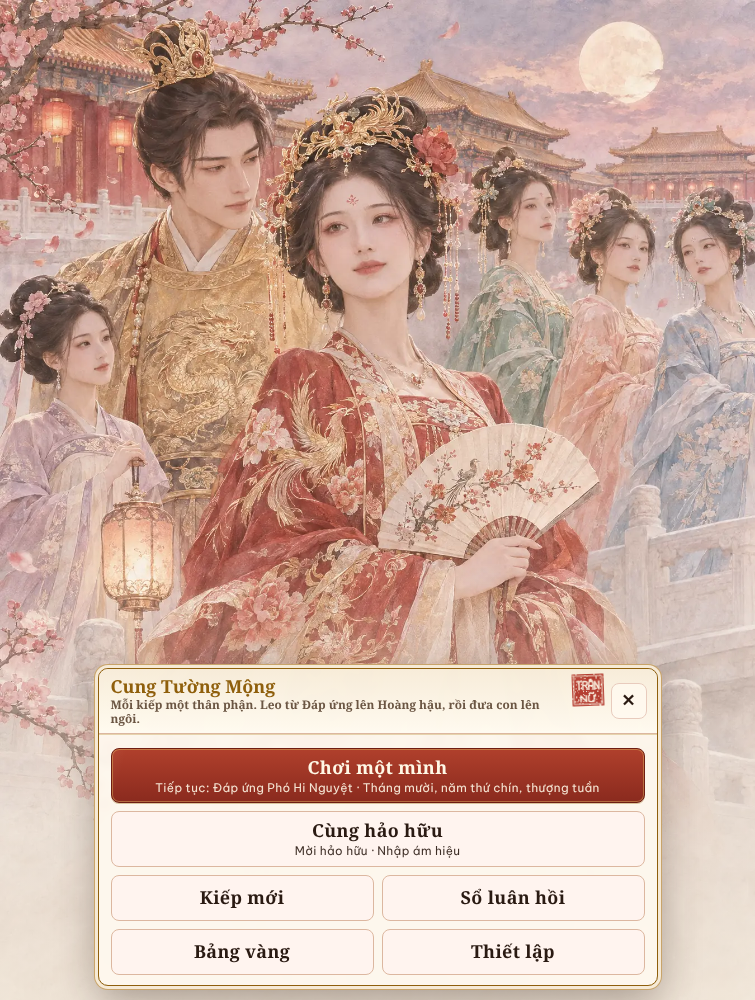 Cung Tường Mộng
Mỗi kiếp một thân phận. Leo từ Đáp ứng lên Hoàng hậu, rồi đưa con lên
ngôi.
TRÂN
NỮ
×
Chơi một mình
Tiếp tục: Đáp ứng Phó Hi Nguyệt · Tháng mười, năm thứ chín, thượng tuần
Cùng hảo hữu
Mời hảo hữu · Nhập ám hiệu
Kiếp mới
Sổ luân hồi
Bảng vàng
Thiết lập